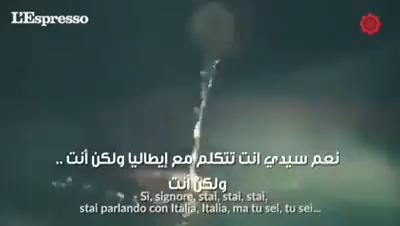 L'Espresso
نعم سيدي انت تتكلم مع إيطاليا ولكن أنت ..
ولكن أنت
- Sì, signore, stai, stai, stai,
stai parlando con Italia, Italia, ma tu sei, tu sei...